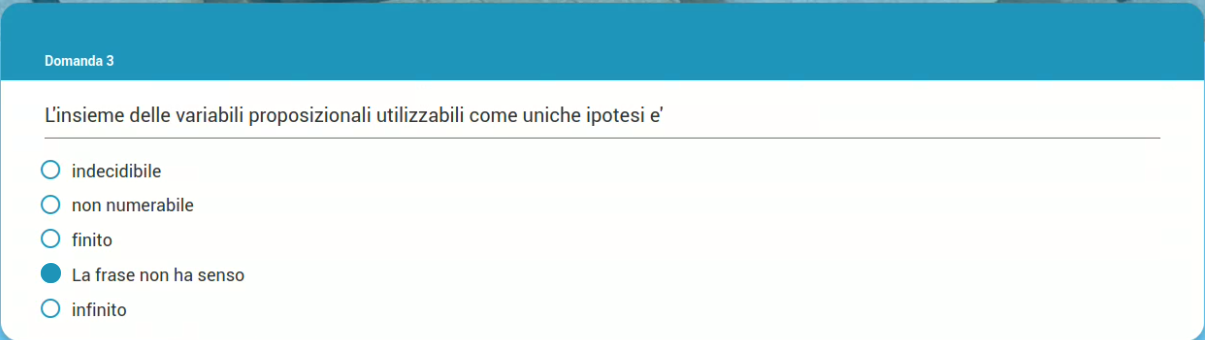 Domanda 3
L'insieme delle variabili proposizionali utilizzabili come uniche ipotesi e'
indecidibile
non numerabile
finito
La frase non ha senso
infinito